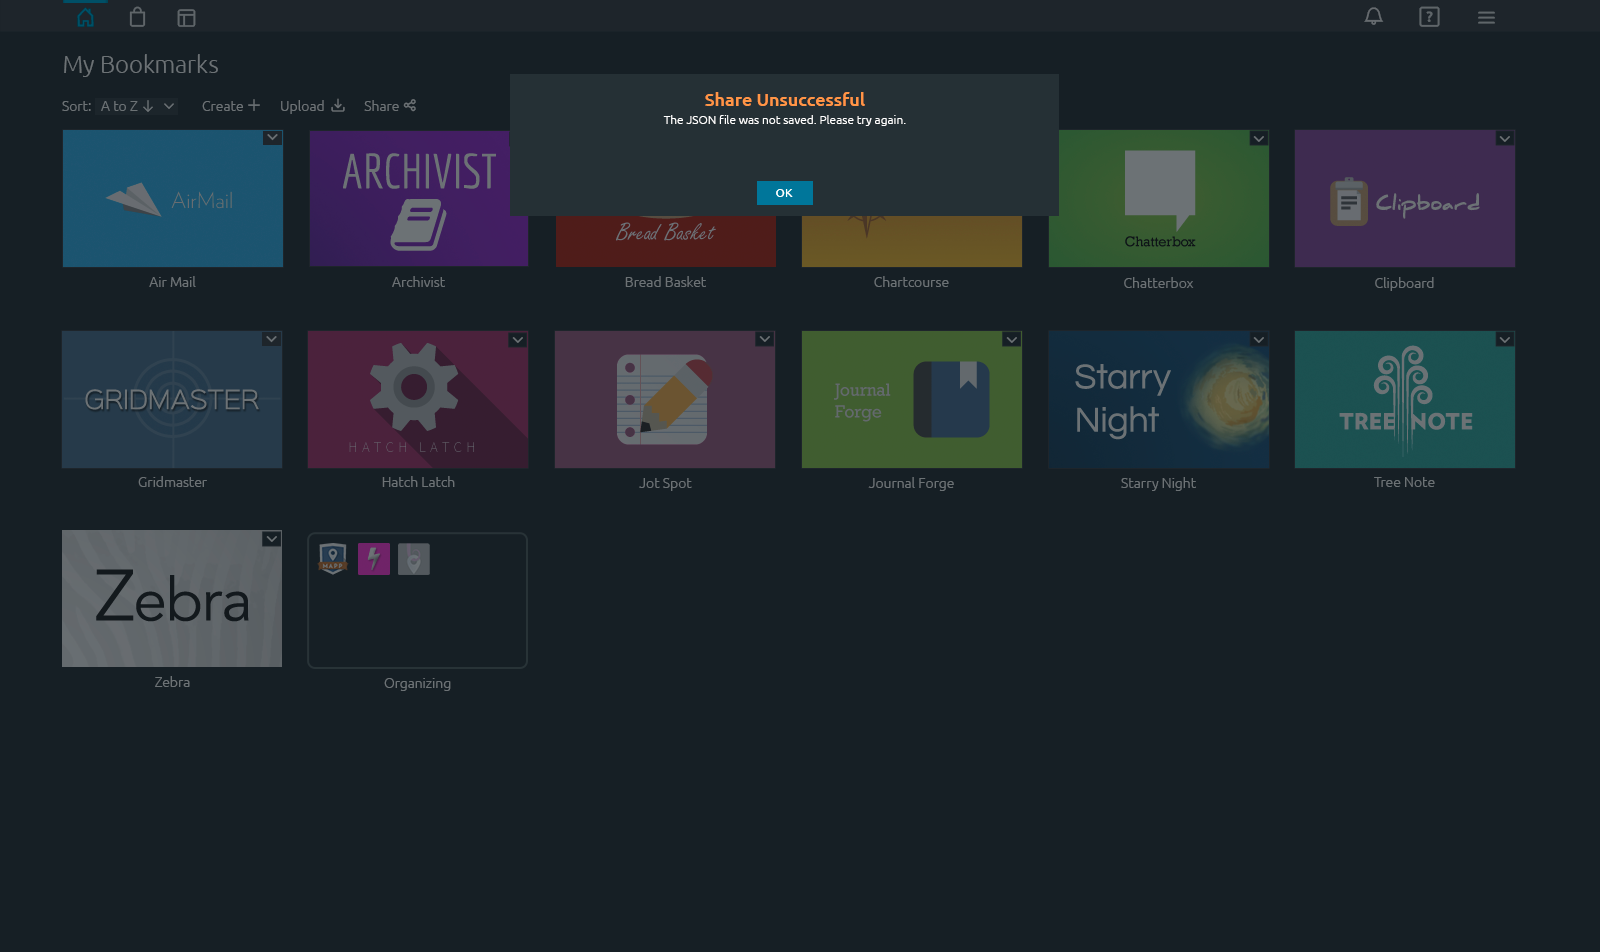 My Bookmarks
Sort: A to Z
Create
Upload
Share
Share Unsuccessful
The JSON file was not saved. Please try again.
OK
AirMail
ARCHIVIST
Bread Basket
Chatterbox
Clipboard
Air Mail
Archivist
Bread Basket
Chartcourse
Chatterbox
Clipboard
GRIDMASTER
HATCH LATCH
Journal
Forge
Starry
Night
TREE NOTE
Gridmaster
Hatch Latch
Jot Spot
Journal Forge
Starry Night
Tree Note
Zebra
MAPP
Zebra
Organizing